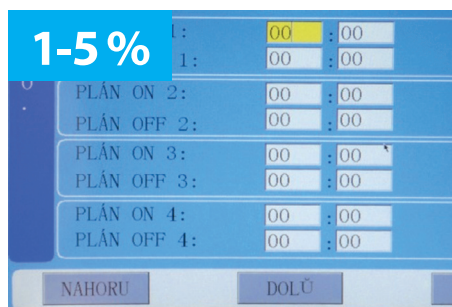 1-5 %
1: 00 : 00
1: 00 : 00
PLÁN ON 2: 00 : 00
PLÁN OFF 2: 00 : 00
PLÁN ON 3: 00 : 00
PLÁN OFF 3: 00 : 00
PLÁN ON 4: 00 : 00
PLÁN OFF 4: 00 : 00
NAHORU DOLŮ